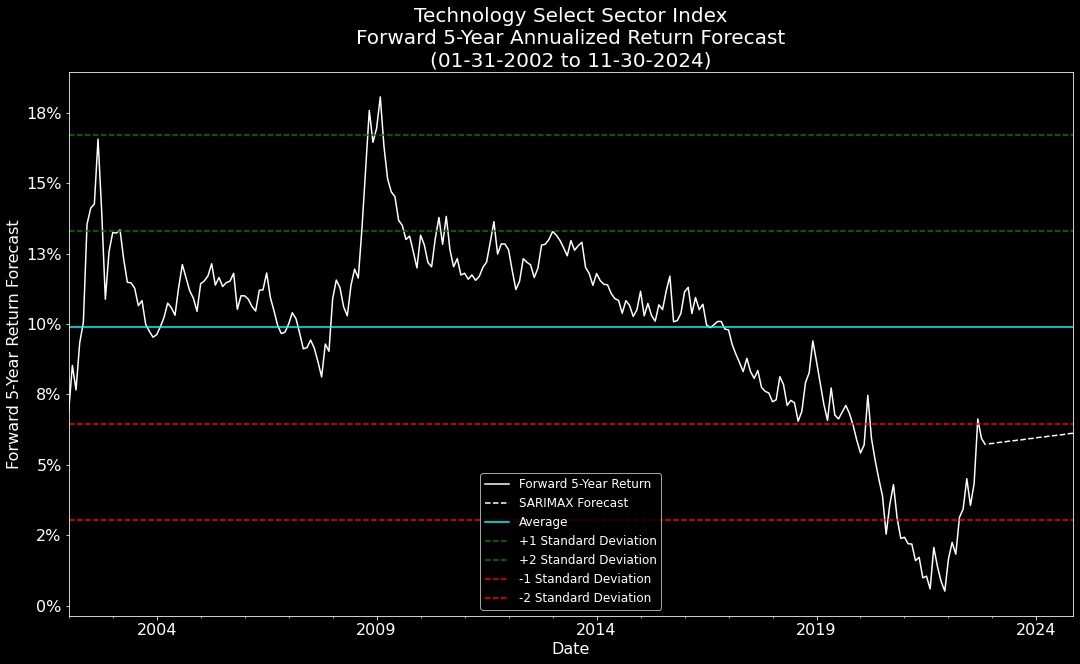 Technology Select Sector Index
Forward 5-Year Annualized Return Forecast
(01-31-2002 to 11-30-2024)
Forward 5-Year Return Forecast
18%
15%
13%
10%
8%
5%
2%
0%
Forward 5-Year Return
SARIMAX Forecast
Average
+1 Standard Deviation
+2 Standard Deviation
-1 Standard Deviation
-2 Standard Deviation
2004
2009
2014
2019
2024
Date